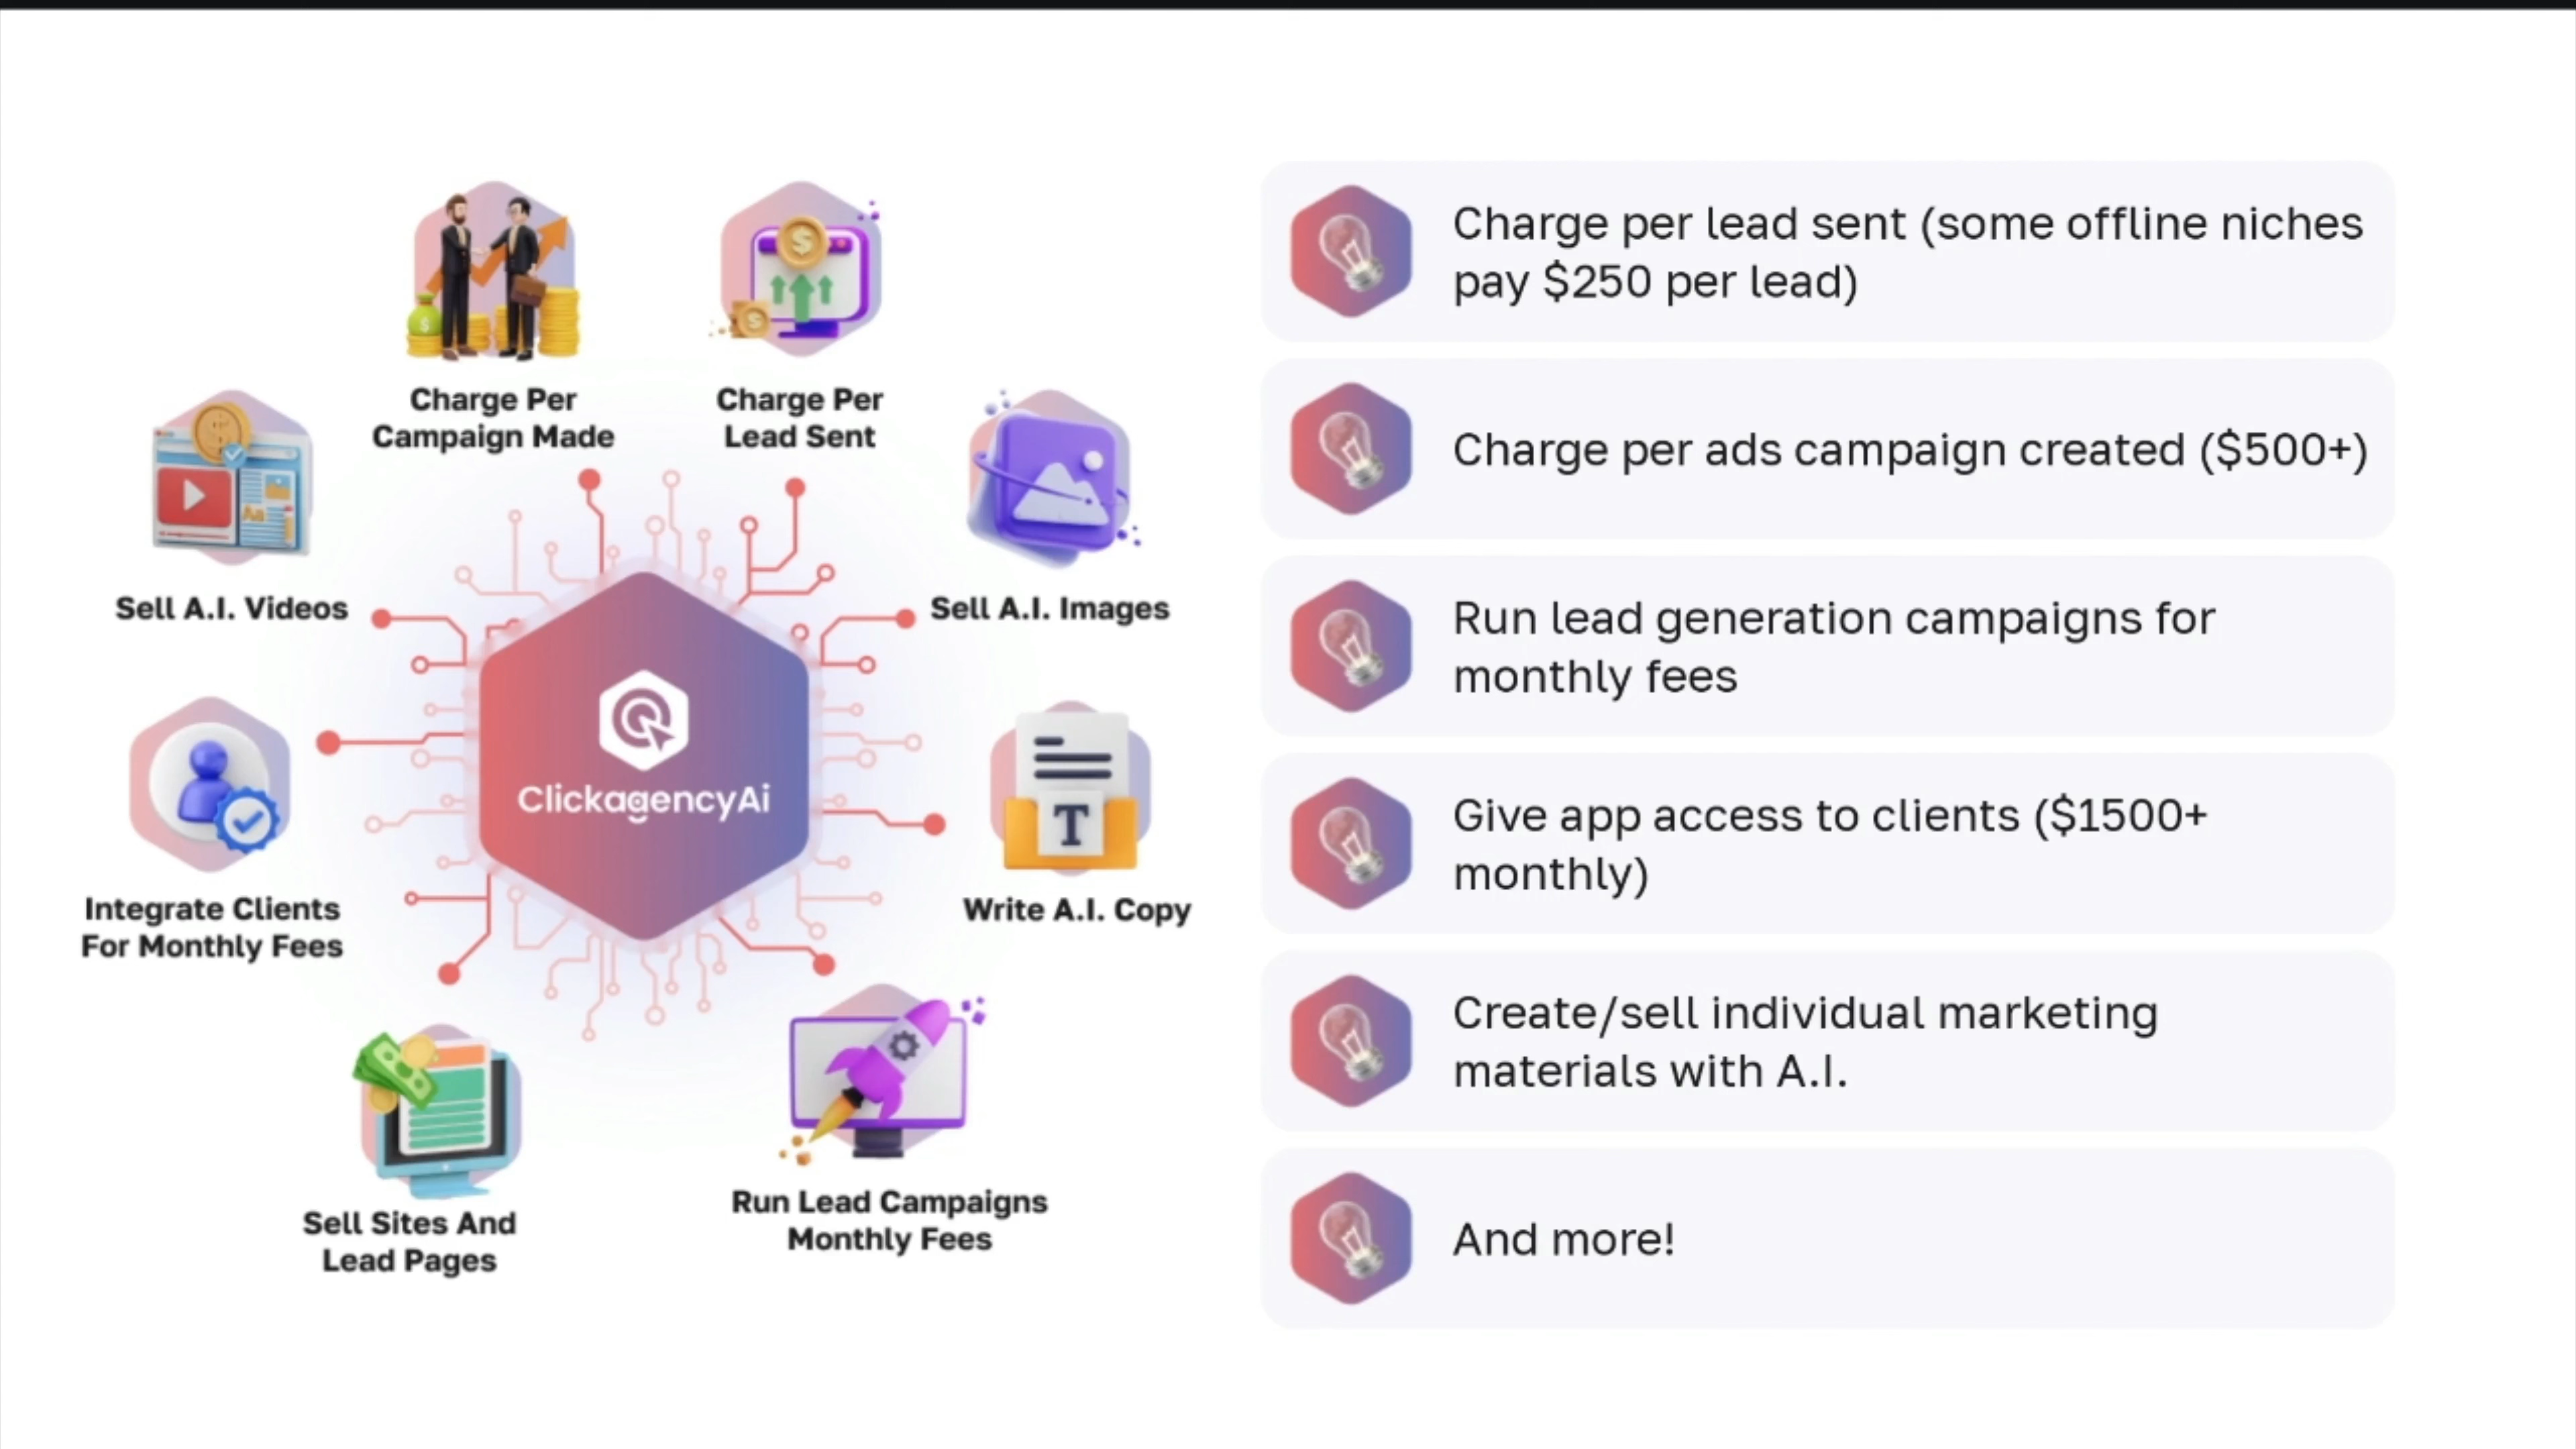 Charge Per
Campaign Made
Charge Per
Lead Sent
Sell A.I. Videos
Sell A.I. Images
ClickagencyAi
Integrate Clients
For Monthly Fees
Write A.I. Copy
T
Sell Sites And
Lead Pages
Run Lead Campaigns
Monthly Fees
Charge per lead sent (some offline niches
pay $250 per lead)
Charge per ads campaign created ($500+)
Run lead generation campaigns for
monthly fees
Give app access to clients ($1500+
monthly)
Create/sell individual marketing
materials with A.I.
And more!